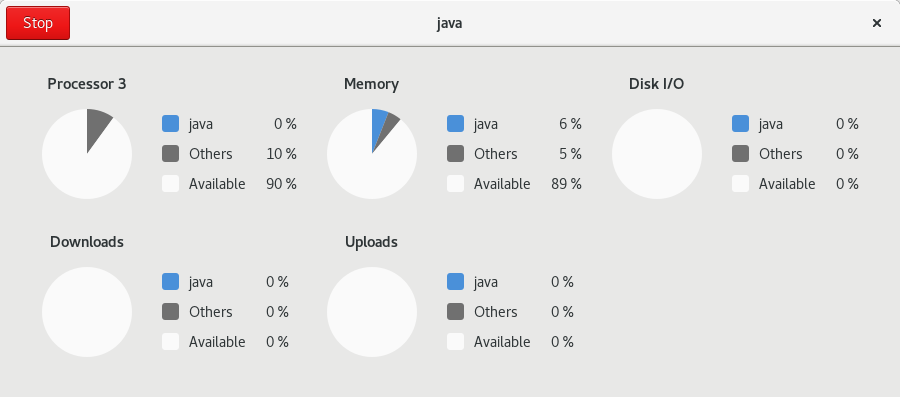 Stop
java
×
Processor 3
java 0 %
Others 10 %
Available 90 %
Memory
java 6 %
Others 5 %
Available 89 %
Disk I/O
java 0 %
Others 0 %
Available 0 %
Downloads
java 0 %
Others 0 %
Available 0 %
Uploads
java 0 %
Others 0 %
Available 0 %